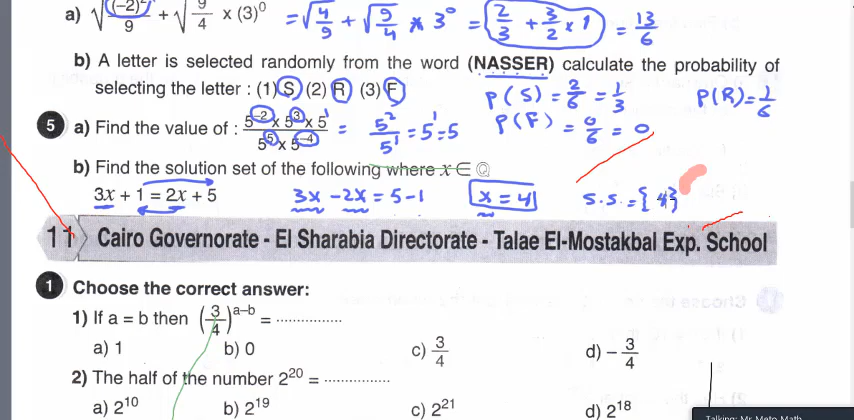 a) √((-2)²/9) + √(9/4) x (3)⁰ = √(4/9) + √(9/4) * 3⁰ = (2/3 + 3/2 x 1) = 13/6
b) A letter is selected randomly from the word (NASSER) calculate the probability of
selecting the letter : (1) S (2) R (3) F P(S) = 2/6 = 1/3 P(R)=1/6
P(F) = 0/6 = 0
5 a) Find the value of : (5⁻² x 5³ x 5¹)/(5⁵ x 5⁻⁴) = 5²/5¹ = 5¹ = 5
b) Find the solution set of the following where x ∈ ℚ
3x + 1 = 2x + 5 3x - 2x = 5 - 1 x = 4 S.S. = {4}
11 Cairo Governorate - El Sharabia Directorate - Talae El-Mostakbal Exp. School
1 Choose the correct answer:
1) If a = b then (3/4)ᵃ⁻ᵇ = ................
a) 1 b) 0 c) 3/4 d) - 3/4
2) The half of the number 2²⁰ = ................
a) 2¹⁰ b) 2¹⁹ c) 2²¹ d) 2¹⁸